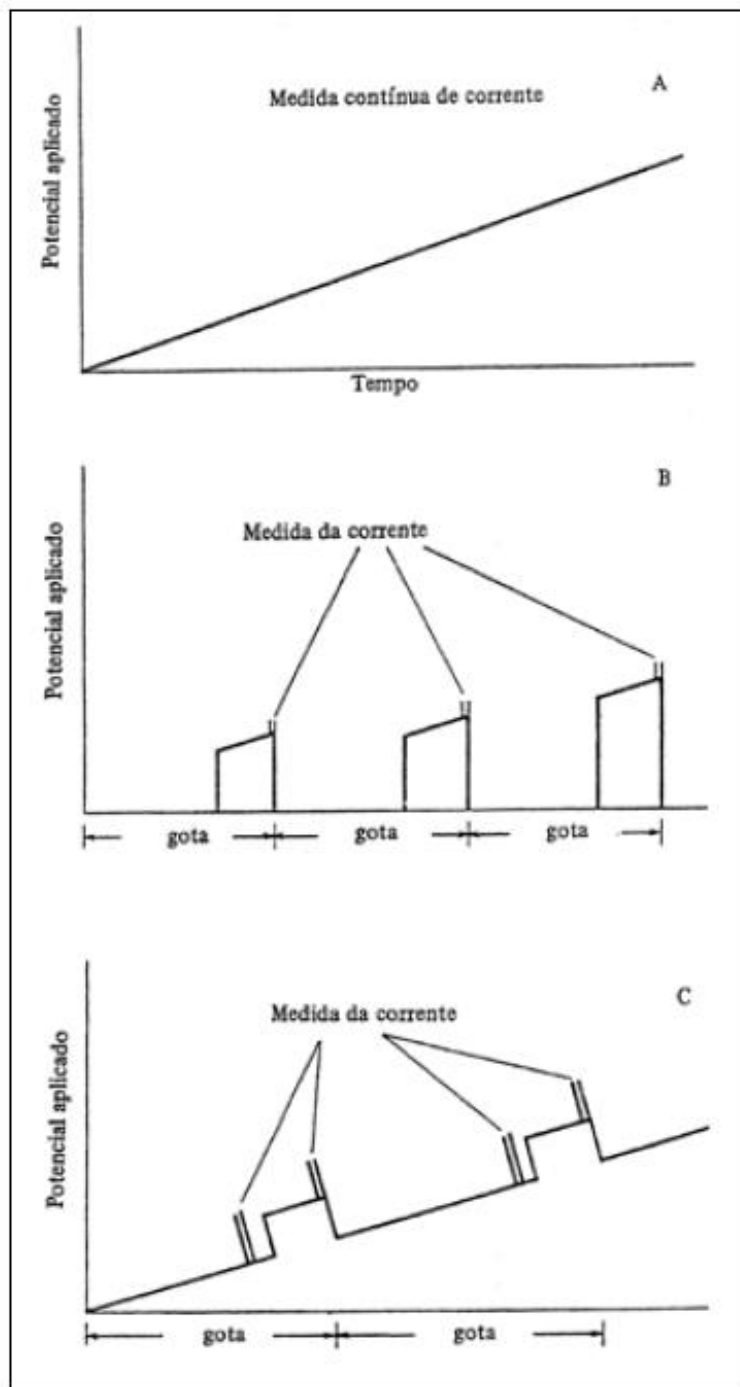 A
Medida contínua de corrente
Potencial aplicado
Tempo
B
Medida da corrente
Potencial aplicado
gota gota gota
C
Medida da corrente
Potencial aplicado
gota gota